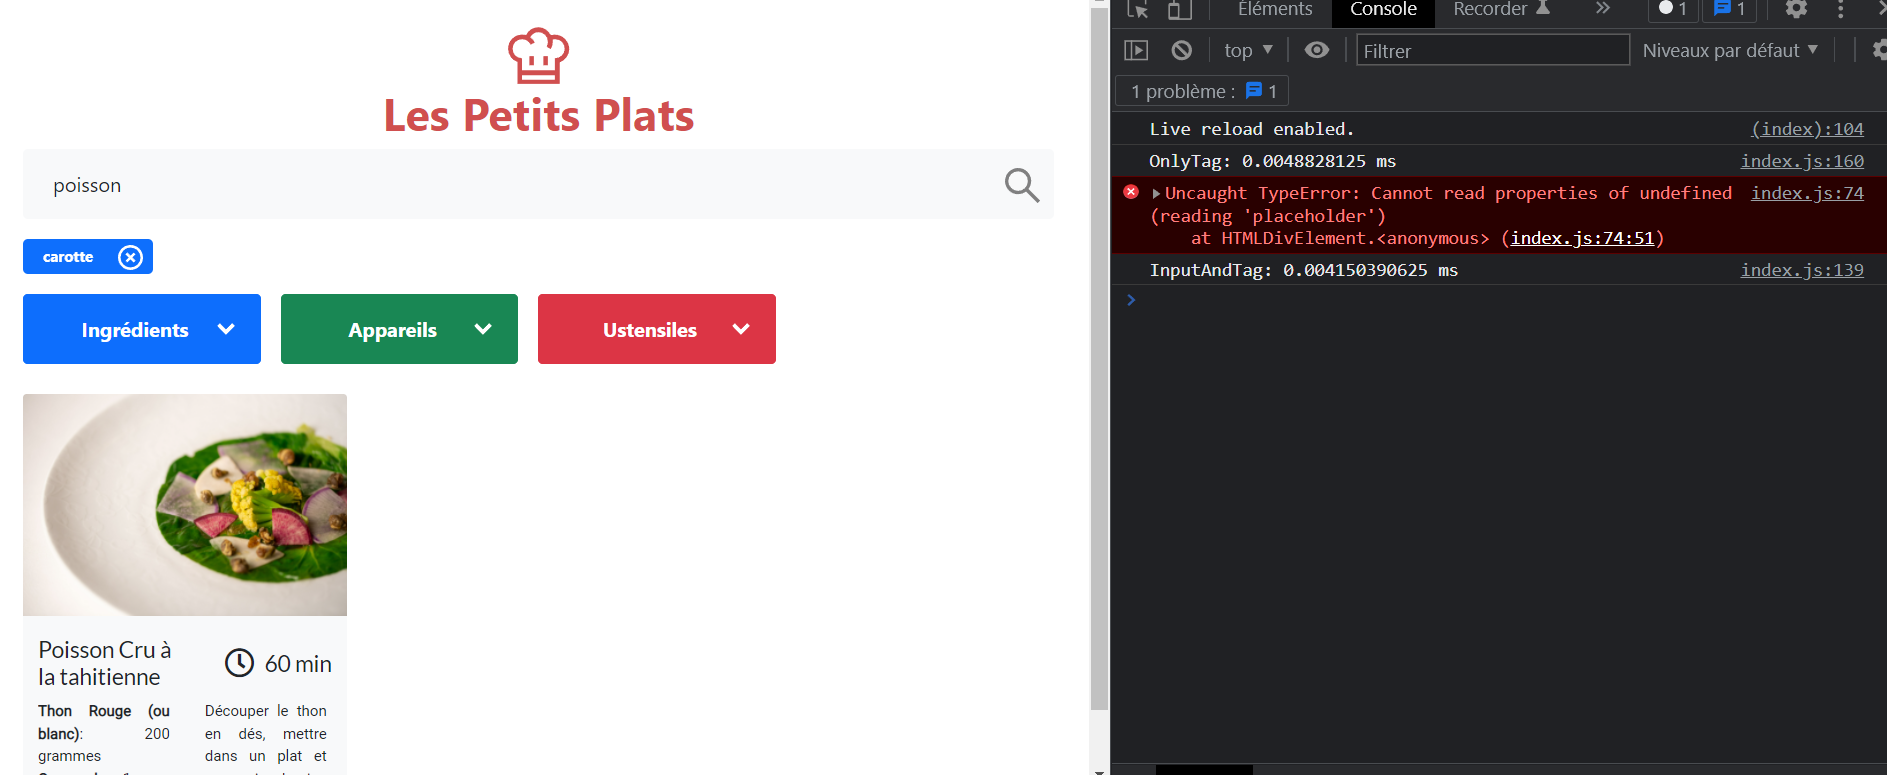 Les Petits Plats
poisson
carotte
Ingrédients
Appareils
Ustensiles
Poisson Cru à
la tahitienne
60 min
Thon Rouge (ou
blanc): 200
grammes
Découper le thon
en dés, mettre
dans un plat et
Éléments Console Recorder 1 1
top Filtrer Niveaux par défaut
1 problème : 1
Live reload enabled. (index):104
OnlyTag: 0.0048828125 ms index.js:160
Uncaught TypeError: Cannot read properties of undefined index.js:74
(reading 'placeholder')
at HTMLDivElement.<anonymous> (index.js:74:51)
InputAndTag: 0.004150390625 ms index.js:139